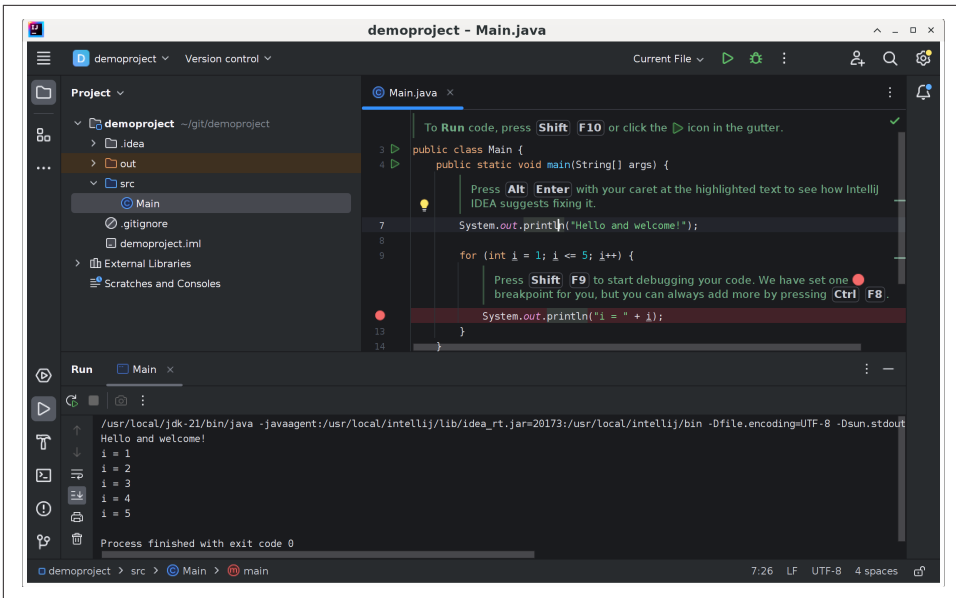 demoproject – Main.java
D demoproject Version control Current File
Project
Main.java
demoproject ~/git/demoproject
.idea
out
src
Main
.gitignore
demoproject.iml
External Libraries
Scratches and Consoles
To Run code, press Shift F10 or click the icon in the gutter.
3 public class Main {
4 public static void main(String[] args) {
Press Alt Enter with your caret at the highlighted text to see how Intellij
IDEA suggests fixing it.
7 System.out.println("Hello and welcome!");
8
9 for (int i = 1; i <= 5; i++) {
Press Shift F9 to start debugging your code. We have set one
breakpoint for you, but you can always add more by pressing Ctrl F8.
System.out.println("i = " + i);
13 }
14 }
Run Main
/usr/local/jdk-21/bin/java -javaagent:/usr/local/intellij/lib/idea_rt.jar=20173:/usr/local/intellij/bin -Dfile.encoding=UTF-8 -Dsun.stdout
Hello and welcome!
i = 1
i = 2
i = 3
i = 4
i = 5
Process finished with exit code 0
demoproject > src > Main > m main 7:26 LF UTF-8 4 spaces